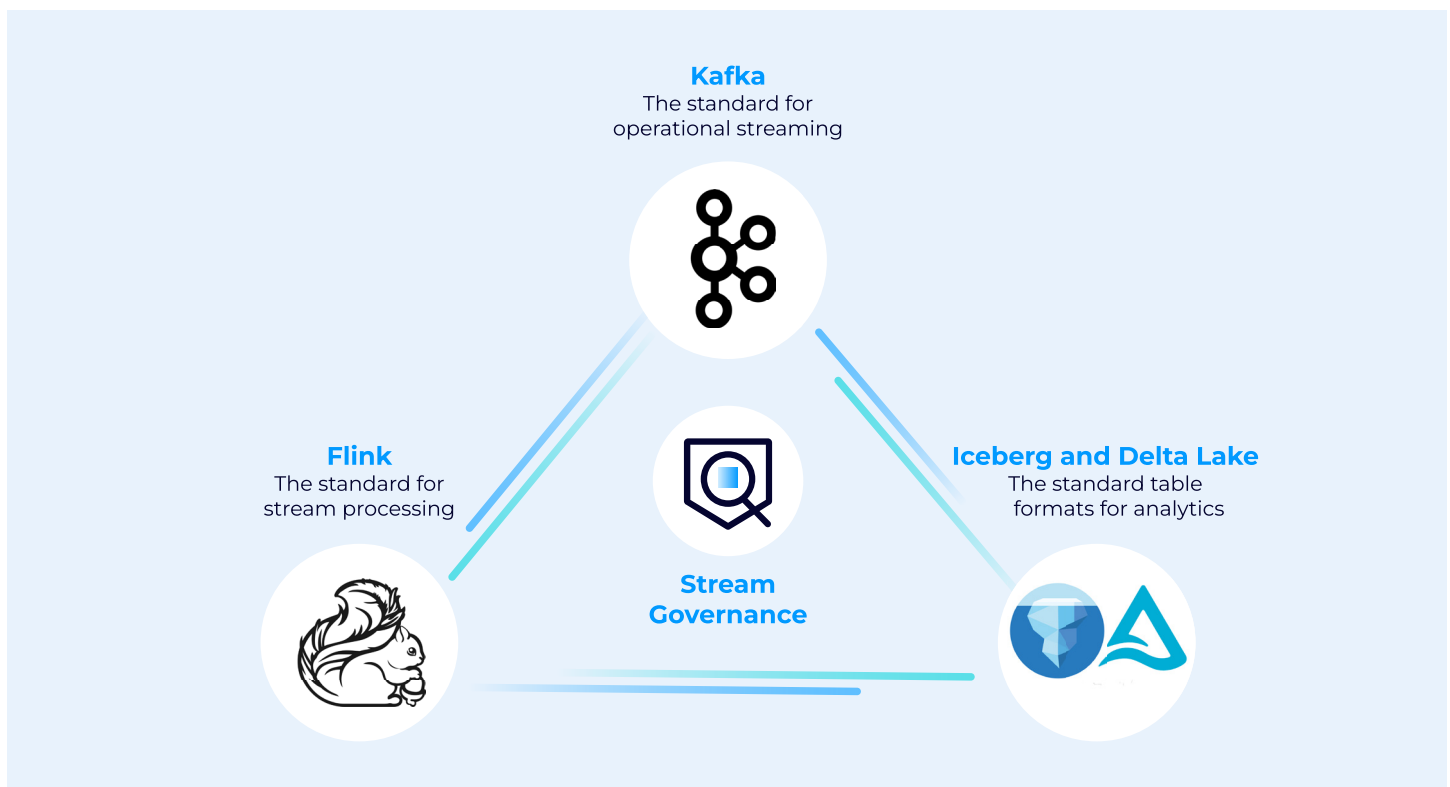 Kafka
The standard for
operational streaming
Flink
The standard for
stream processing
Iceberg and Delta Lake
The standard table
formats for analytics
Stream
Governance